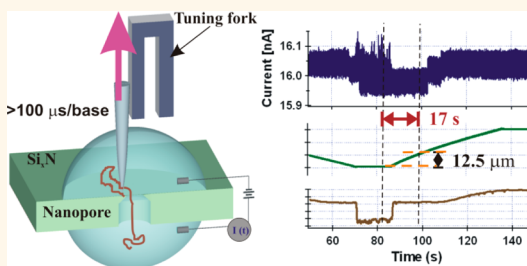 Tuning fork
>100 μs/base
SiₓN
Nanopore
I (t)
Current [nA]
16.1
16.0
15.9
17 s
12.5 μm
60 80 100 120 140
Time (s)